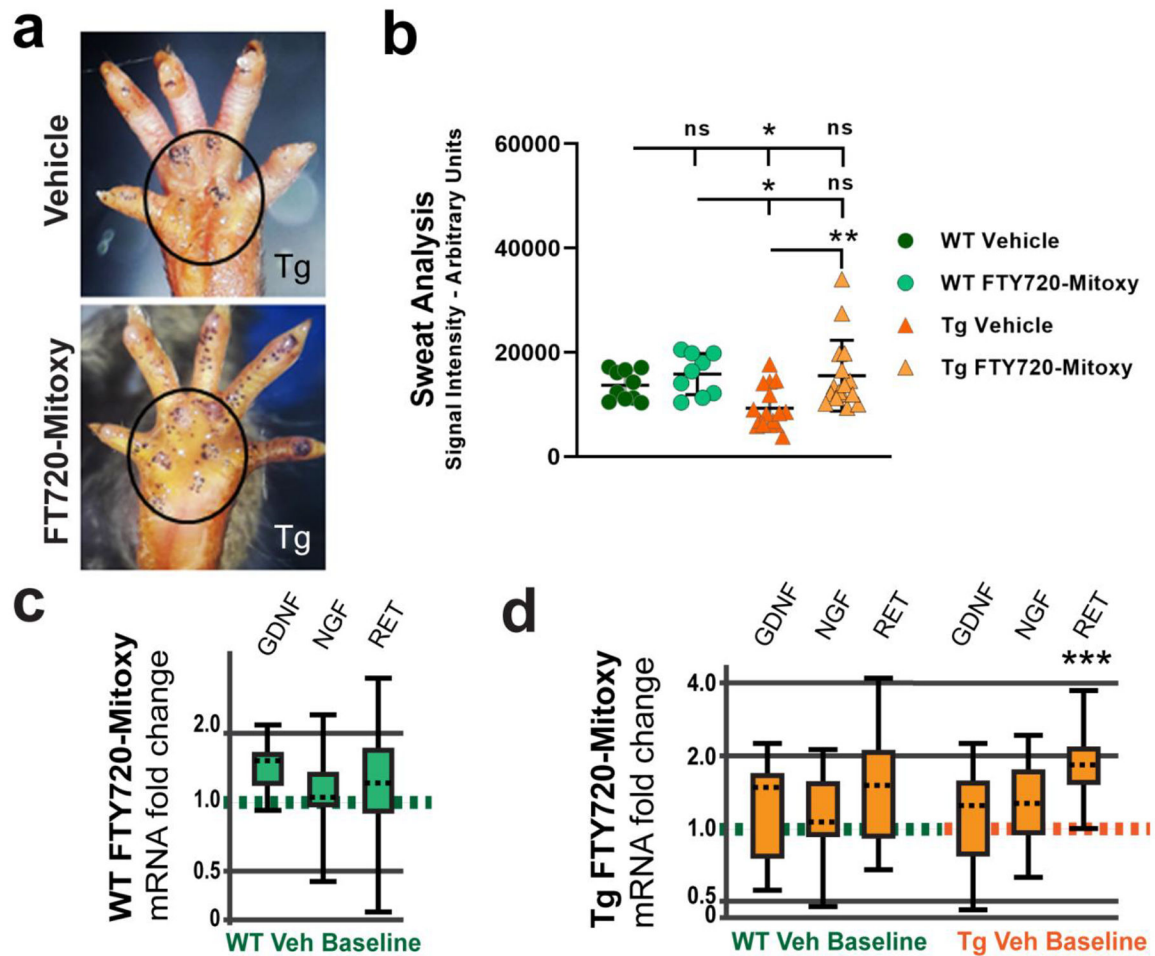 a
Vehicle
Tg
FT720-Mitoxy
Tg
b
Sweat Analysis
Signal Intensity - Arbitrary Units
60000
40000
20000
0
ns * ns
* ns
**
WT Vehicle
WT FTY720-Mitoxy
Tg Vehicle
Tg FTY720-Mitoxy
c
WT FTY720-Mitoxy
mRNA fold change
GDNF NGF RET
2.0
1.0
0.5
0
WT Veh Baseline
d
Tg FTY720-Mitoxy
mRNA fold change
GDNF NGF RET GDNF NGF RET
***
4.0
2.0
1.0
0.5
0
WT Veh Baseline Tg Veh Baseline